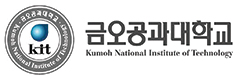 kit
금오공과대학교
Kumoh National Institute of Technology